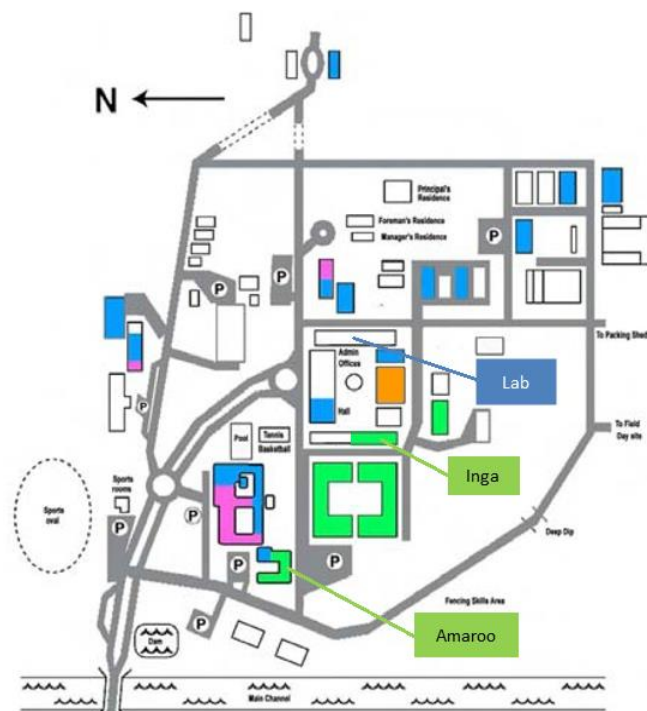 N
Principal's
Residence
Foreman's Residence
Manager's Residence
P
P
P
To Packing Shed
Admin
Offices
Lab
P
Hall
Pool
Tennis
Basketball
To Field
Day site
Inga
Sports
rooms
Sports
oval
P
P
Deep Dip
P
P
Fencing Skills Area
P
Amaroo
Dam
Main Channel